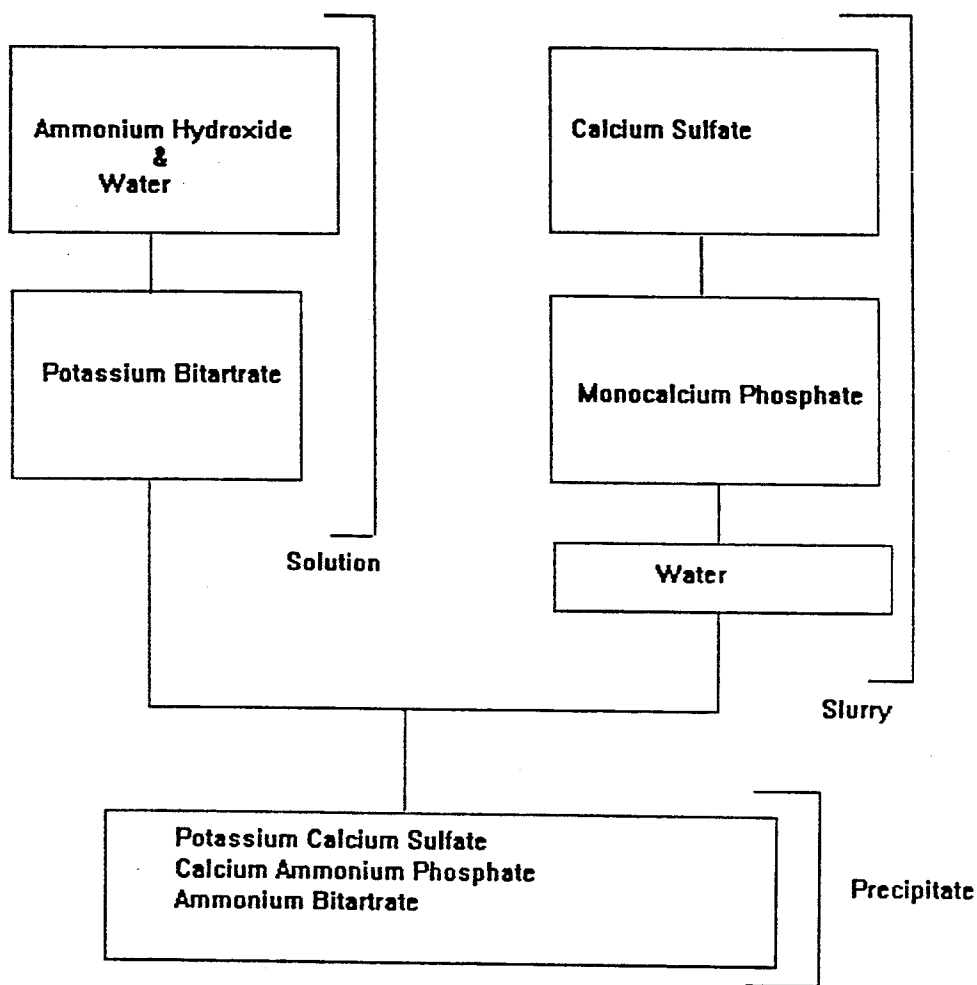 Ammonium Hydroxide
&
Water
Potassium Bitartrate
Solution
Calcium Sulfate
Monocalcium Phosphate
Water
Slurry
Potassium Calcium Sulfate
Calcium Ammonium Phosphate
Ammonium Bitartrate
Precipitate